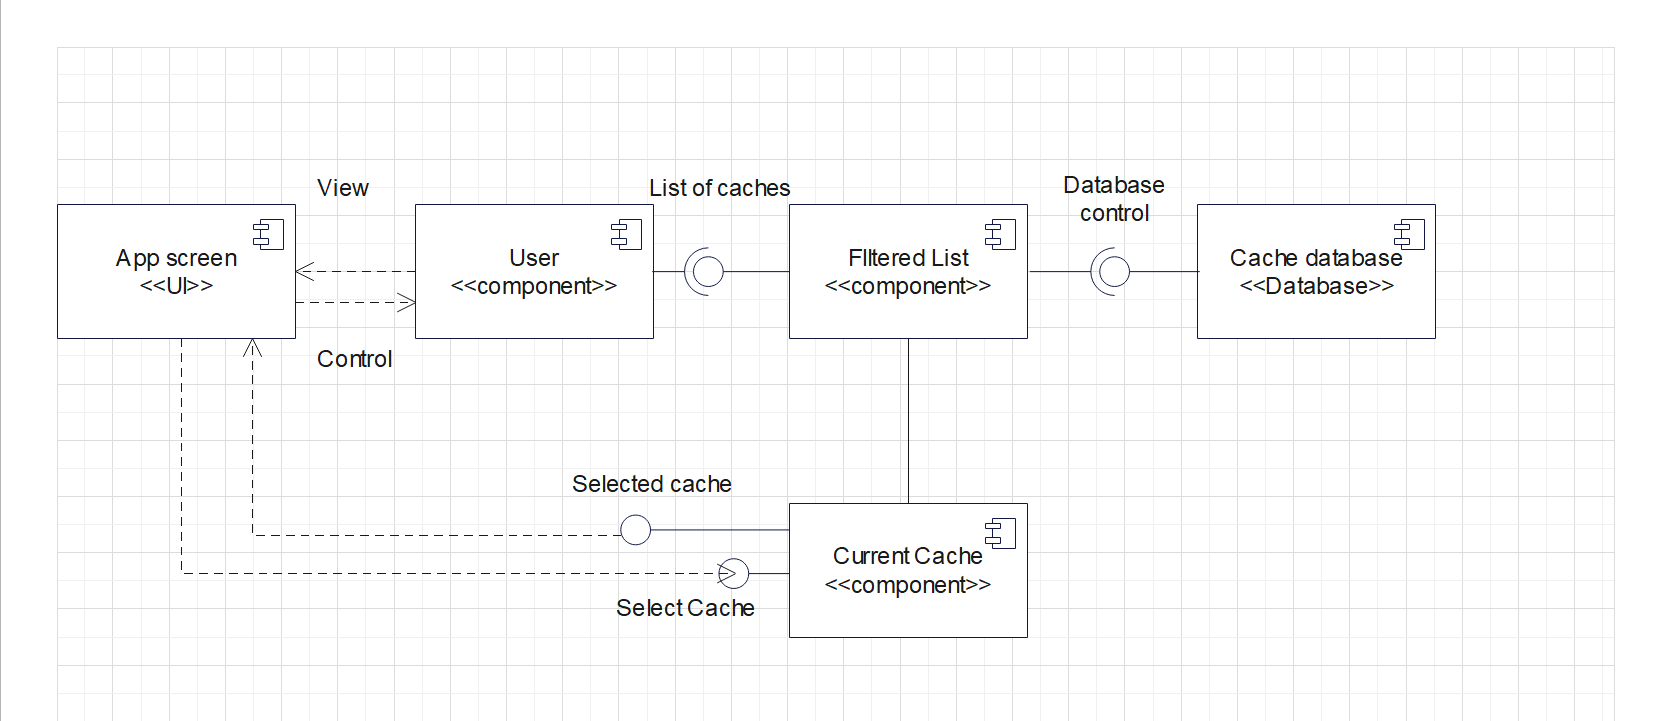 View
List of caches
Database
control
App screen
<<UI>>
User
<<component>>
FIltered List
<<component>>
Cache database
<<Database>>
Control
Selected cache
Current Cache
<<component>>
Select Cache